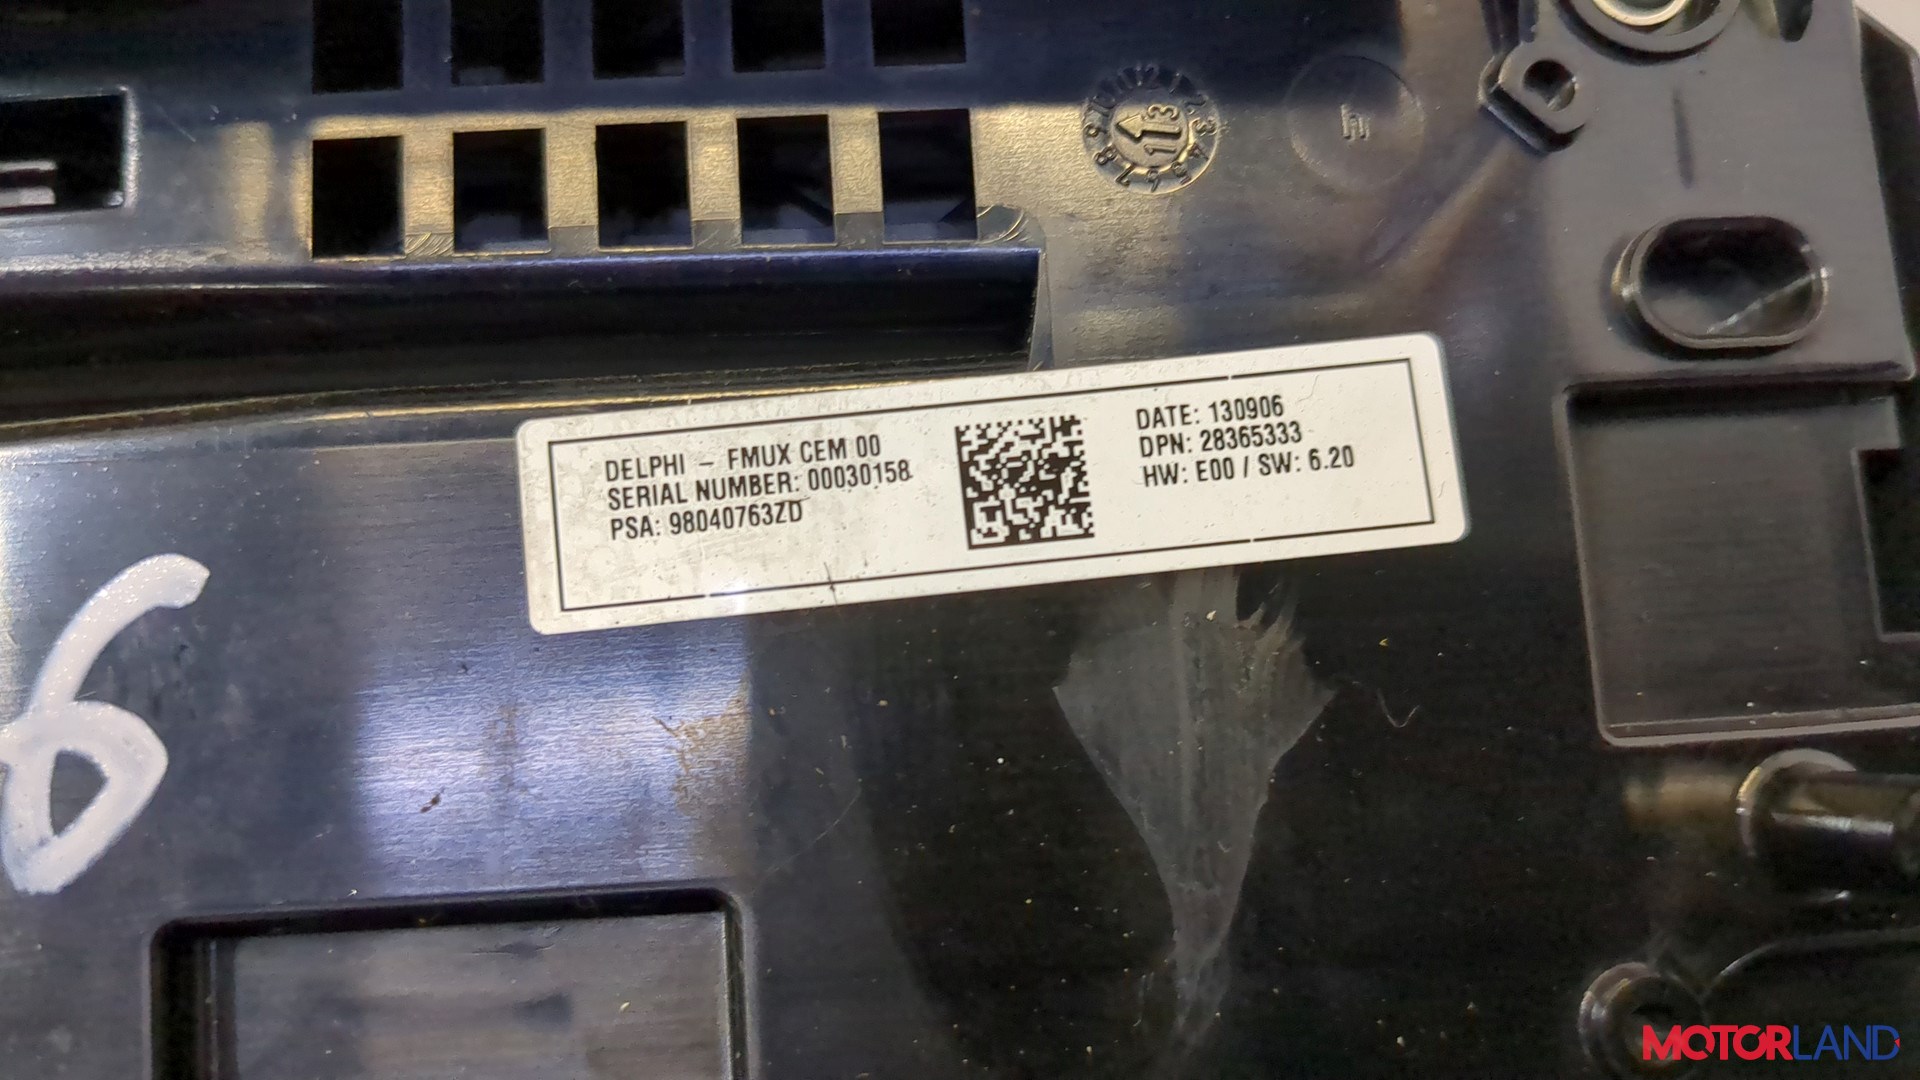 DELPHI – FMUX CEM 00
SERIAL NUMBER: 00030158
PSA: 98040763ZD
DATE: 130906
DPN: 28365333
HW: E00 / SW: 6.20
6
MOTORLAND